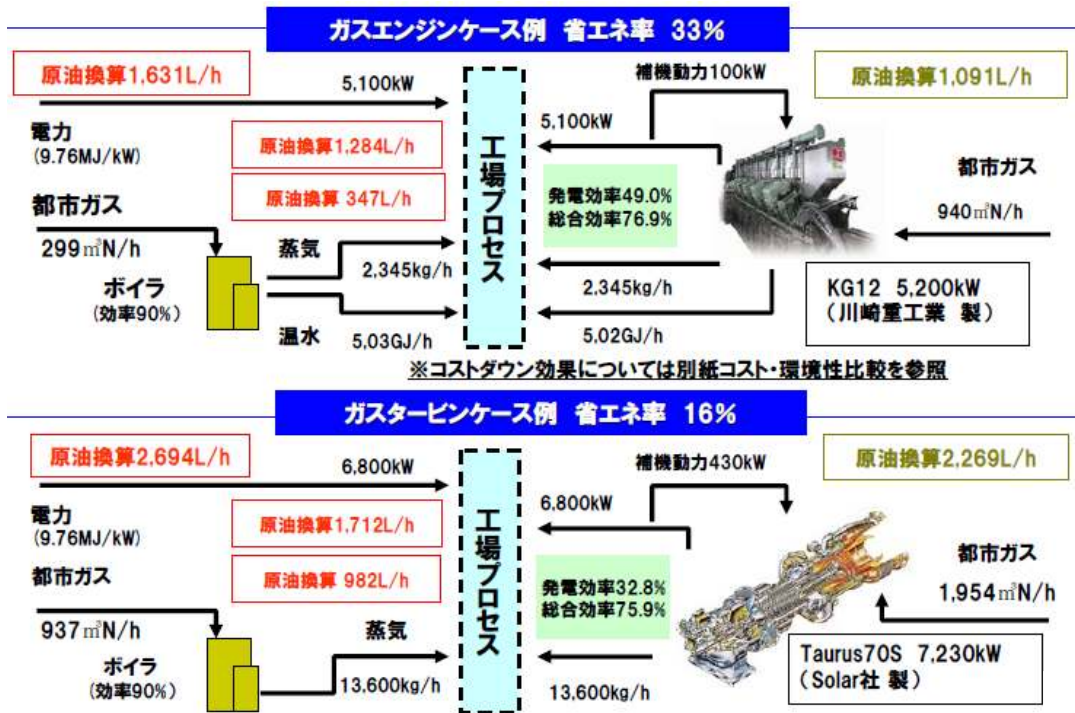 ガスエンジンケース例 省エネ率 33%
原油換算1,631L/h
5,100kW
補機動力100kW
原油換算1,091L/h
電力
(9.76MJ/kW)
原油換算1,284L/h
5,100kW
都市ガス
原油換算 347L/h
発電効率49.0%
総合効率76.9%
都市ガス
940㎥N/h
299㎥N/h
蒸気
2,345kg/h
工場プロセス
2,345kg/h
ボイラ
(効率90%)
温水
5,03GJ/h
5.02GJ/h
KG12 5,200kW
(川崎重工業 製)
※コストダウン効果については別紙コスト・環境性比較を参照
ガスタービンケース例 省エネ率 16%
原油換算2,694L/h
6,800kW
補機動力430kW
原油換算2,269L/h
電力
(9.76MJ/kW)
原油換算1,712L/h
6,800kW
都市ガス
原油換算 982L/h
発電効率32.8%
総合効率75.9%
都市ガス
1,954㎥N/h
937㎥N/h
蒸気
工場プロセス
ボイラ
(効率90%)
13,600kg/h
13,600kg/h
Taurus70S 7,230kW
(Solar社 製)